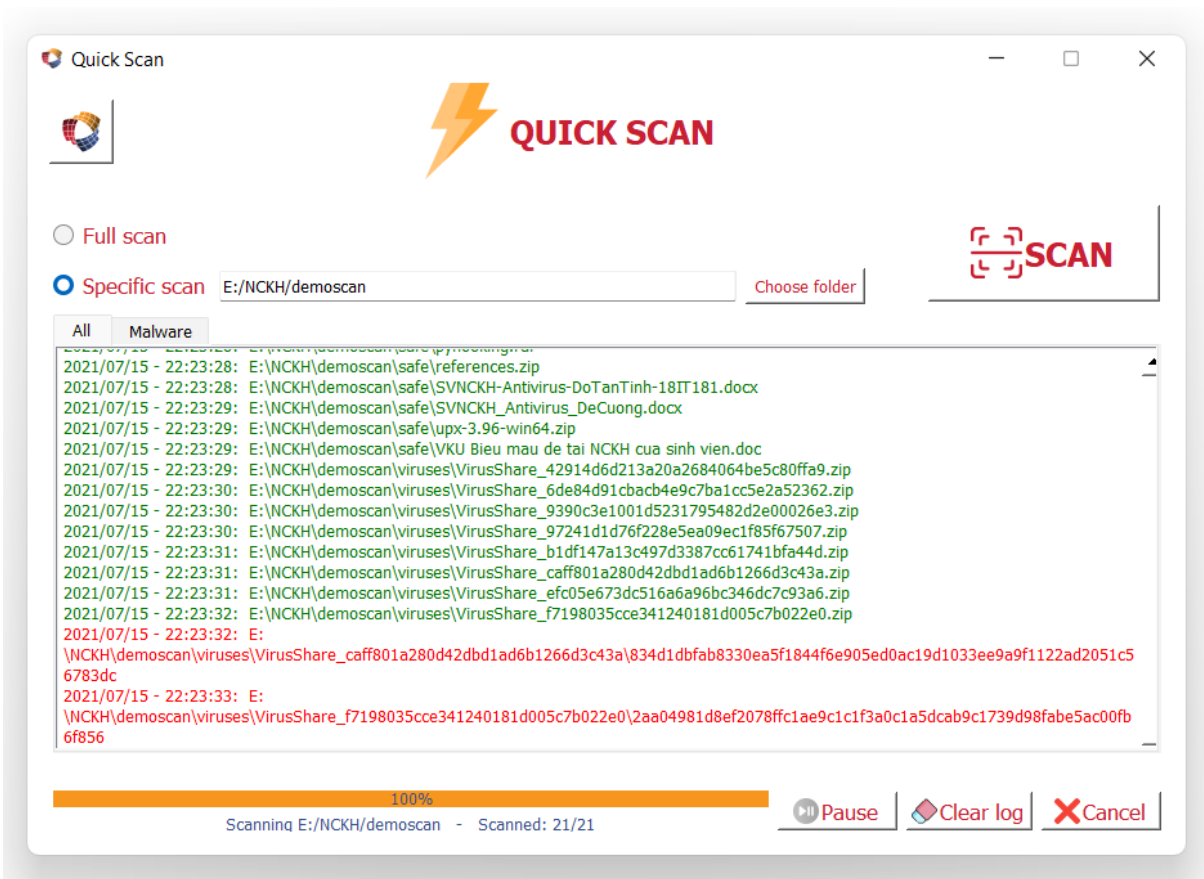 Quick Scan
QUICK SCAN
Full scan
SCAN
Specific scan E:/NCKH/demoscan Choose folder
All Malware
2021/07/15 - 22:23:28: E:\NCKH\demoscan\safe\references.zip
2021/07/15 - 22:23:28: E:\NCKH\demoscan\safe\SVNCKH-Antivirus-DoTanTinh-18IT181.docx
2021/07/15 - 22:23:29: E:\NCKH\demoscan\safe\SVNCKH_Antivirus_DeCuong.docx
2021/07/15 - 22:23:29: E:\NCKH\demoscan\safe\upx-3.96-win64.zip
2021/07/15 - 22:23:29: E:\NCKH\demoscan\safe\VKU Bieu mau de tai NCKH cua sinh vien.doc
2021/07/15 - 22:23:29: E:\NCKH\demoscan\viruses\VirusShare_42914d6d213a20a2684064be5c80ffa9.zip
2021/07/15 - 22:23:30: E:\NCKH\demoscan\viruses\VirusShare_6de84d91cbacb4e9c7ba1cc5e2a52362.zip
2021/07/15 - 22:23:30: E:\NCKH\demoscan\viruses\VirusShare_9390c3e1001d5231795482d2e00026e3.zip
2021/07/15 - 22:23:30: E:\NCKH\demoscan\viruses\VirusShare_97241d1d76f228e5ea09ec1f85f67507.zip
2021/07/15 - 22:23:31: E:\NCKH\demoscan\viruses\VirusShare_b1df147a13c497d3387cc61741bfa44d.zip
2021/07/15 - 22:23:31: E:\NCKH\demoscan\viruses\VirusShare_caff801a280d42dbd1ad6b1266d3c43a.zip
2021/07/15 - 22:23:31: E:\NCKH\demoscan\viruses\VirusShare_efc05e673dc516a6a96bc346dc7c93a6.zip
2021/07/15 - 22:23:32: E:\NCKH\demoscan\viruses\VirusShare_f7198035cce341240181d005c7b022e0.zip
2021/07/15 - 22:23:32: E:
\NCKH\demoscan\viruses\VirusShare_caff801a280d42dbd1ad6b1266d3c43a\834d1dbfab8330ea5f1844f6e905ed0ac19d1033ee9a9f1122ad2051c5
6783dc
2021/07/15 - 22:23:33: E:
\NCKH\demoscan\viruses\VirusShare_f7198035cce341240181d005c7b022e0\2aa04981d8ef2078ffc1ae9c1c1f3a0c1a5dcab9c1739d98fabe5ac00fb
6f856
100%
Scanning E:/NCKH/demoscan - Scanned: 21/21
Pause Clear log Cancel